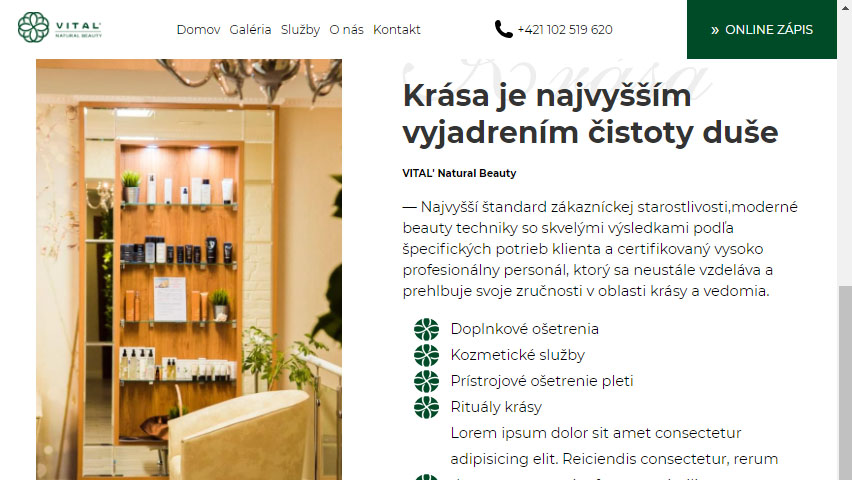 VITAL'
NATURAL BEAUTY
Domov Galéria Služby O nás Kontakt
+421 102 519 620
» ONLINE ZÁPIS
Krása
Krása je najvyšším
vyjadrením čistoty duše
VITAL' Natural Beauty
— Najvyšší štandard zákazníckej starostlivosti,moderné
beauty techniky so skvelými výsledkami podľa
špecifických potrieb klienta a certifikovaný vysoko
profesionálny personál, ktorý sa neustále vzdeláva a
prehlbuje svoje zručnosti v oblasti krásy a vedomia.
Doplnkové ošetrenia
Kozmetické služby
Prístrojové ošetrenie pleti
Rituály krásy
Lorem ipsum dolor sit amet consectetur
adipisicing elit. Reiciendis consectetur, rerum